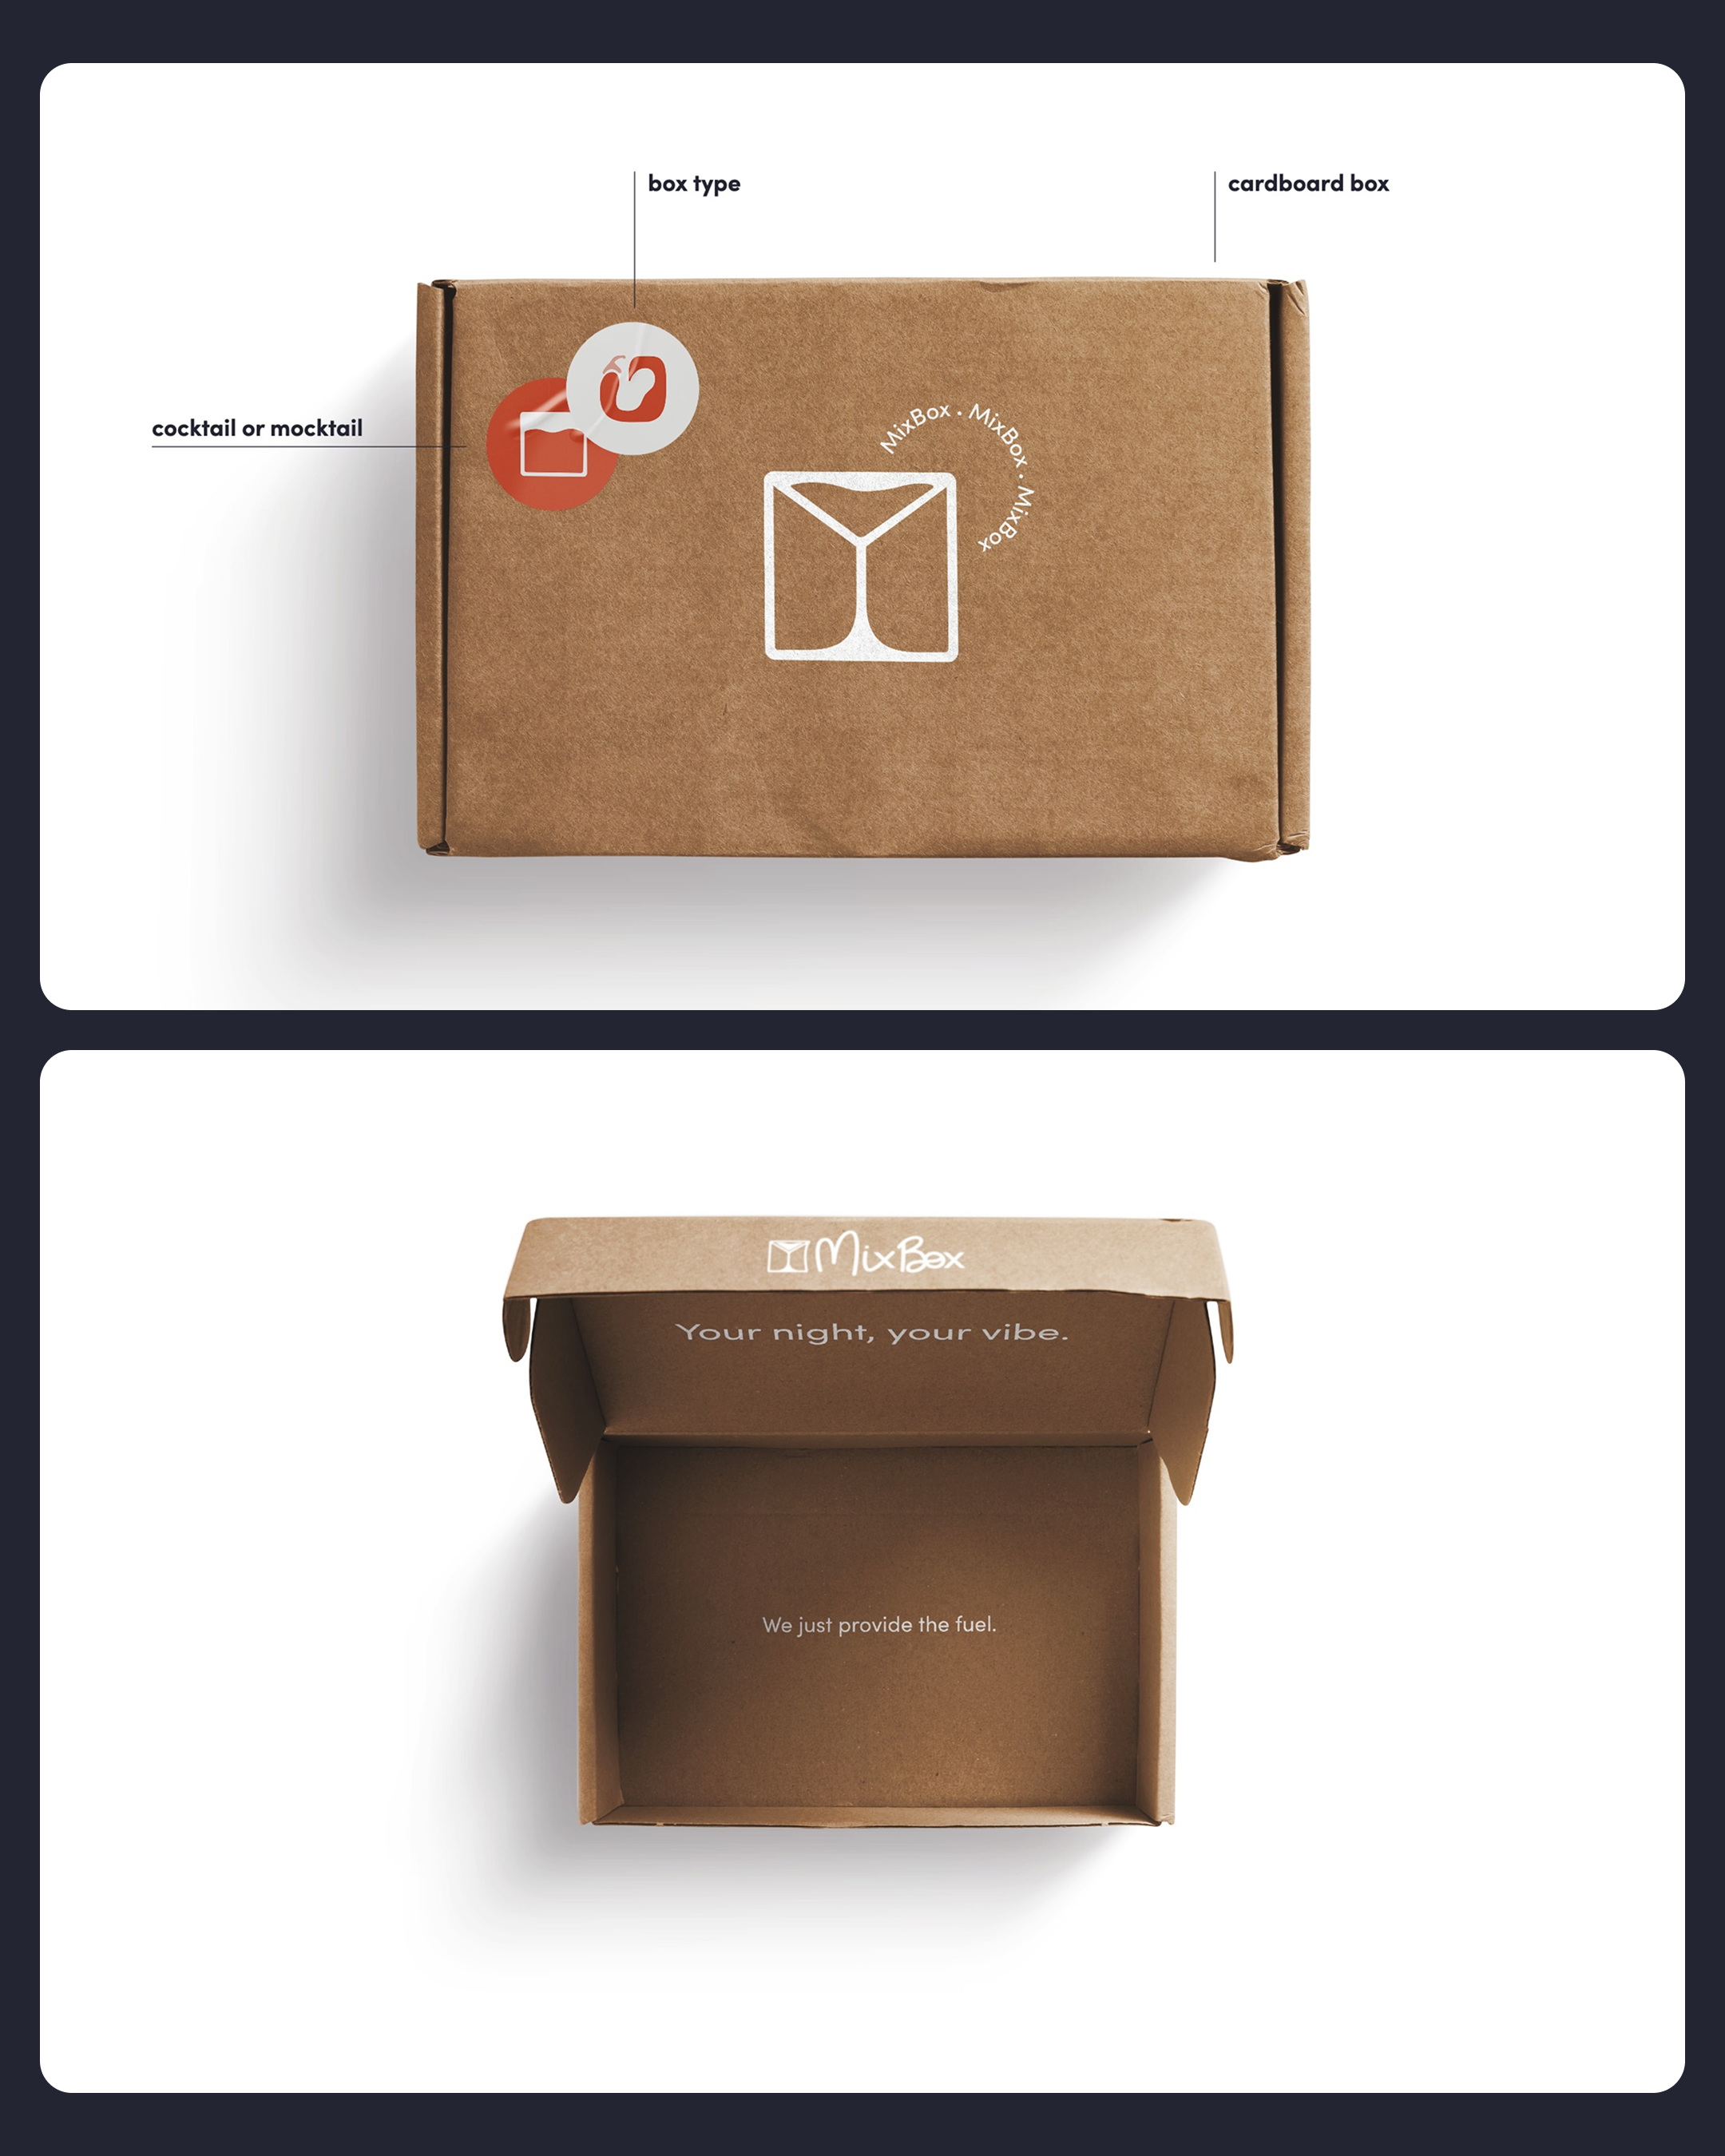 box type
cardboard box
cocktail or mocktail
MixBox · MixBox · MixBox
MixBox
Your night, your vibe.
We just provide the fuel.